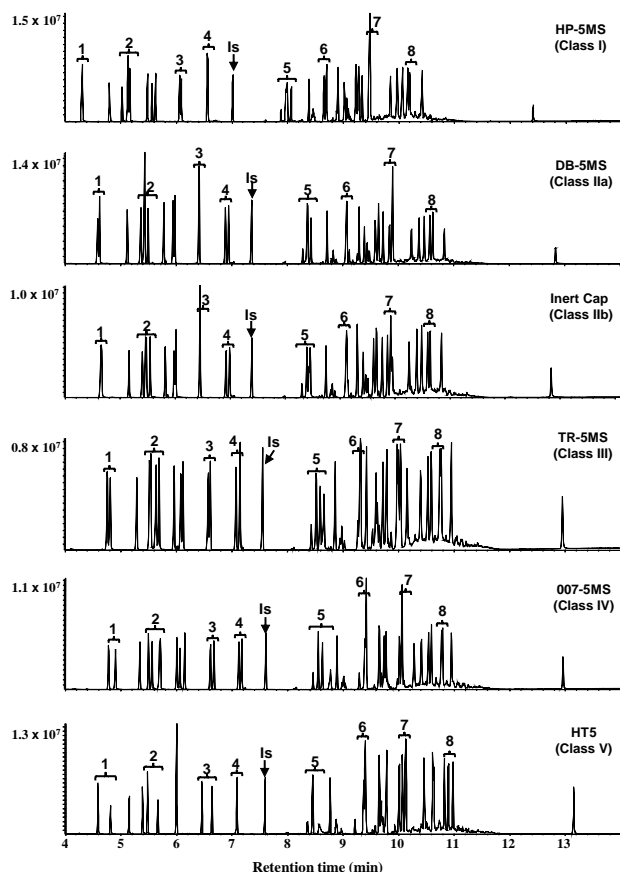 1.5 x 10⁷
1 2 3 4 Is 5 6 7 8
HP-5MS
(Class I)
1.4 x 10⁷
1 2 3 4 Is 5 6 7 8
DB-5MS
(Class IIa)
1.0 x 10⁷
1 2 3 4 Is 5 6 7 8
Inert Cap
(Class IIb)
0.8 x 10⁷
1 2 3 4 Is 5 6 7 8
TR-5MS
(Class III)
1.1 x 10⁷
1 2 3 4 Is 5 6 7 8
007-5MS
(Class IV)
1.3 x 10⁷
1 2 3 4 Is 5 6 7 8
HT5
(Class V)
4 5 6 7 8 9 10 11 12 13
Retention time (min)